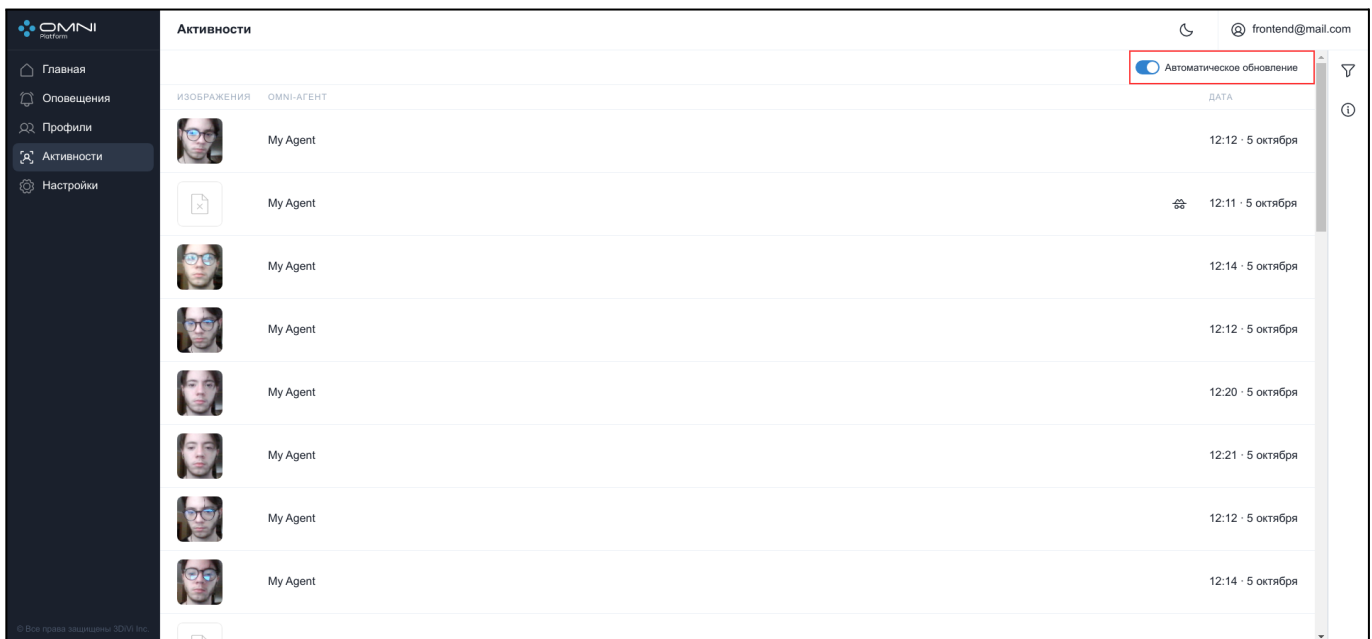 OMNI
Platform
Активности
frontend@mail.com
Главная
Оповещения
Профили
Активности
Настройки
Автоматическое обновление
ИЗОБРАЖЕНИЯ OMNI-АГЕНТ ДАТА
My Agent 12:12 · 5 октября
My Agent 12:11 · 5 октября
My Agent 12:14 · 5 октября
My Agent 12:12 · 5 октября
My Agent 12:20 · 5 октября
My Agent 12:21 · 5 октября
My Agent 12:12 · 5 октября
My Agent 12:14 · 5 октября
© Все права защищены 3DiVi Inc.